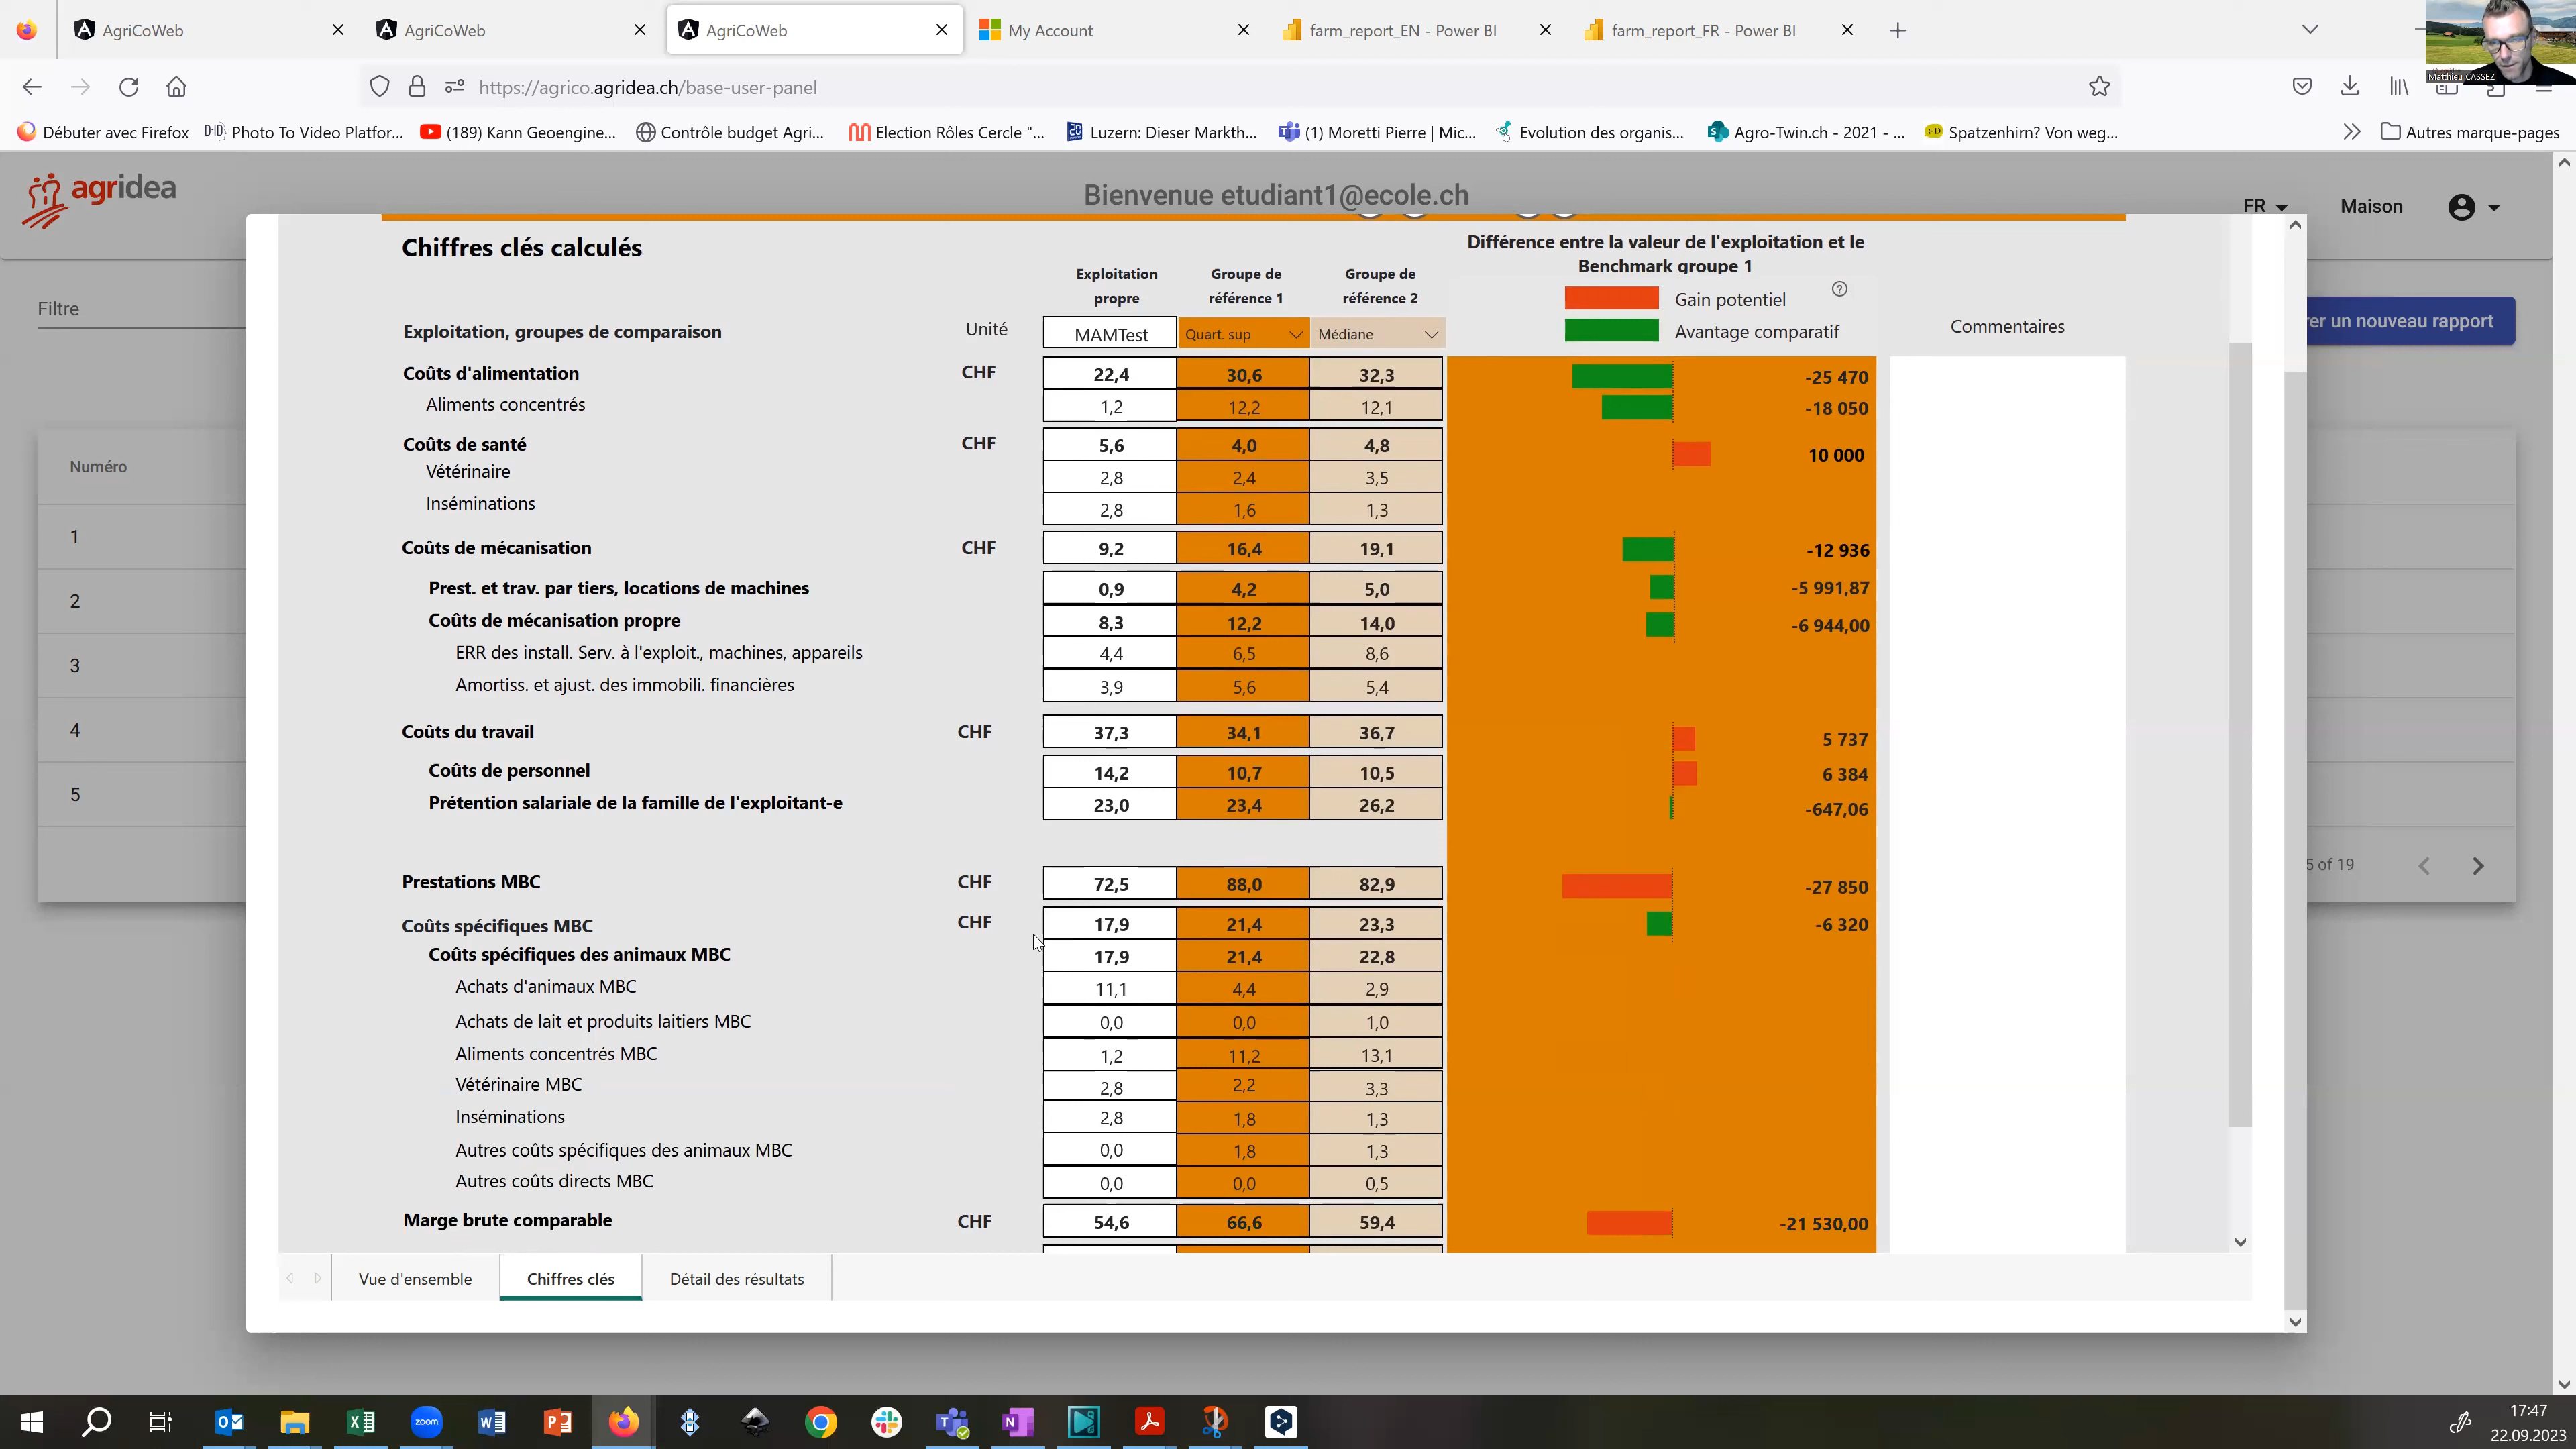 AgriCoWeb
AgriCoWeb
AgriCoWeb
My Account
farm_report_EN - Power BI
farm_report_FR - Power BI
https://agrico.agridea.ch/base-user-panel
Matthieu CASSEZ
Débuter avec Firefox
Photo To Video Platfor...
(189) Kann Geoengine...
Contrôle budget Agri...
Election Rôles Cercle "...
Luzern: Dieser Markth...
(1) Moretti Pierre | Mic...
Evolution des organis...
Agro-Twin.ch - 2021 - ...
Spatzenhirn? Von weg...
Autres marque-pages
agridea
Bienvenue etudiant1@ecole.ch
FR
Maison
Filtre
rer un nouveau rapport
Numéro
1
2
3
4
5
5 of 19
Chiffres clés calculés
Exploitation propre
Groupe de référence 1
Groupe de référence 2
Différence entre la valeur de l'exploitation et le
Benchmark groupe 1
Gain potentiel
Avantage comparatif
Commentaires
Exploitation, groupes de comparaison Unité MAMTest Quart. sup Médiane
Coûts d'alimentation CHF 22,4 30,6 32,3 -25 470
Aliments concentrés 1,2 12,2 12,1 -18 050
Coûts de santé CHF 5,6 4,0 4,8 10 000
Vétérinaire 2,8 2,4 3,5
Inséminations 2,8 1,6 1,3
Coûts de mécanisation CHF 9,2 16,4 19,1 -12 936
Prest. et trav. par tiers, locations de machines 0,9 4,2 5,0 -5 991,87
Coûts de mécanisation propre 8,3 12,2 14,0 -6 944,00
ERR des install. Serv. à l'exploit., machines, appareils 4,4 6,5 8,6
Amortiss. et ajust. des immobili. financières 3,9 5,6 5,4
Coûts du travail CHF 37,3 34,1 36,7 5 737
Coûts de personnel 14,2 10,7 10,5 6 384
Prétention salariale de la famille de l'exploitant-e 23,0 23,4 26,2 -647,06
Prestations MBC CHF 72,5 88,0 82,9 -27 850
Coûts spécifiques MBC CHF 17,9 21,4 23,3 -6 320
Coûts spécifiques des animaux MBC 17,9 21,4 22,8
Achats d'animaux MBC 11,1 4,4 2,9
Achats de lait et produits laitiers MBC 0,0 0,0 1,0
Aliments concentrés MBC 1,2 11,2 13,1
Vétérinaire MBC 2,8 2,2 3,3
Inséminations 2,8 1,8 1,3
Autres coûts spécifiques des animaux MBC 0,0 1,8 1,3
Autres coûts directs MBC 0,0 0,0 0,5
Marge brute comparable CHF 54,6 66,6 59,4 -21 530,00
Vue d'ensemble
Chiffres clés
Détail des résultats
zoom
17:47
22.09.2023